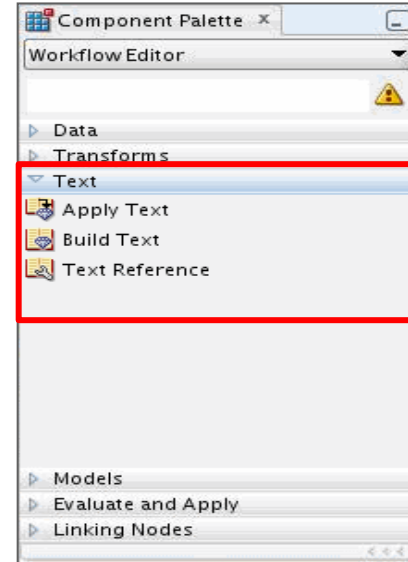 Component Palette
Workflow Editor
Data
Transforms
Text
Apply Text
Build Text
Text Reference
Models
Evaluate and Apply
Linking Nodes